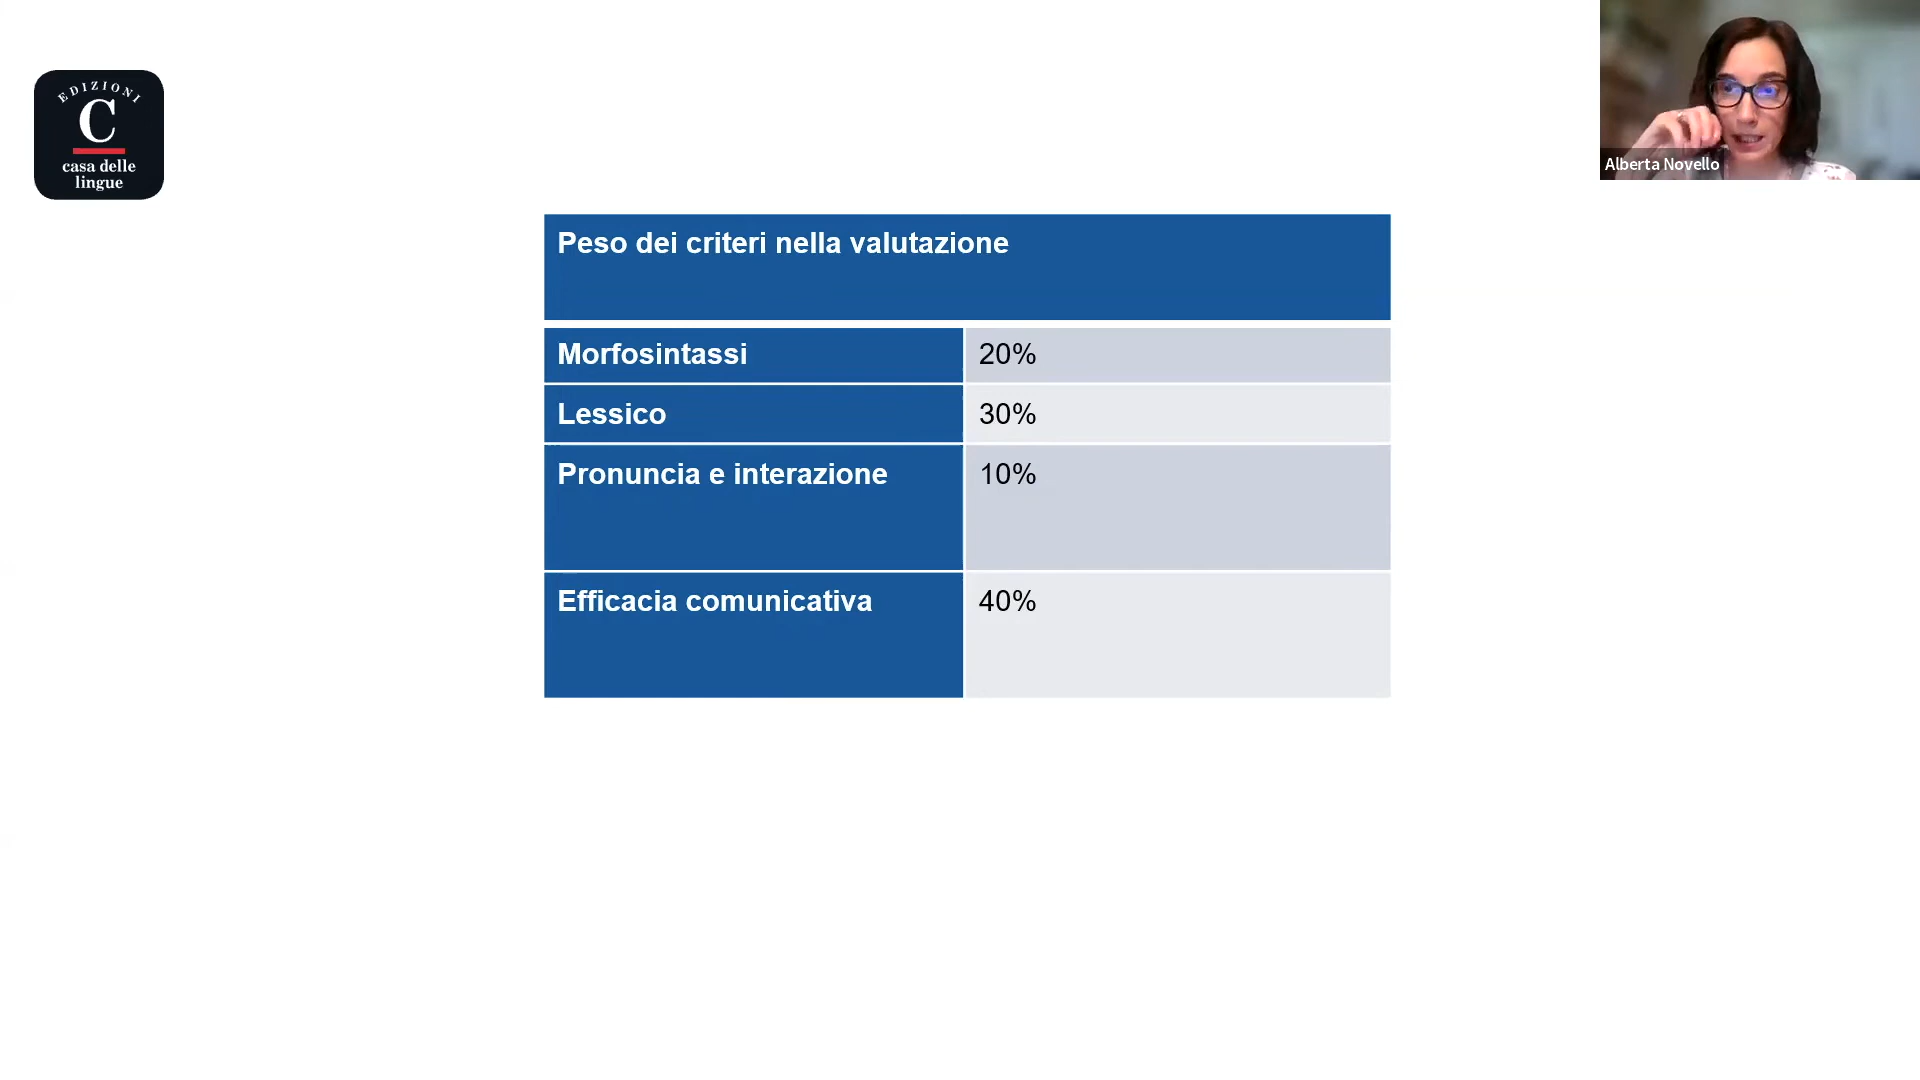 EDIZIONI
C
casa delle
lingue
Alberta Novello
Peso dei criteri nella valutazione
Morfosintassi 20%
Lessico 30%
Pronuncia e interazione 10%
Efficacia comunicativa 40%